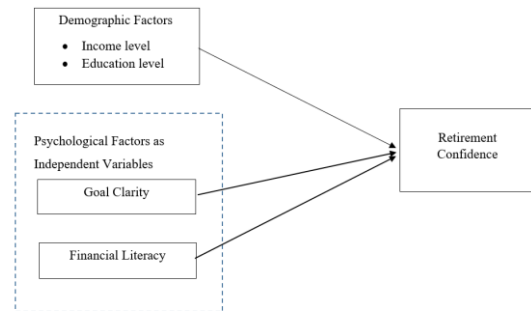 Demographic Factors
• Income level
• Education level
Psychological Factors as
Independent Variables
Goal Clarity
Financial Literacy
Retirement
Confidence